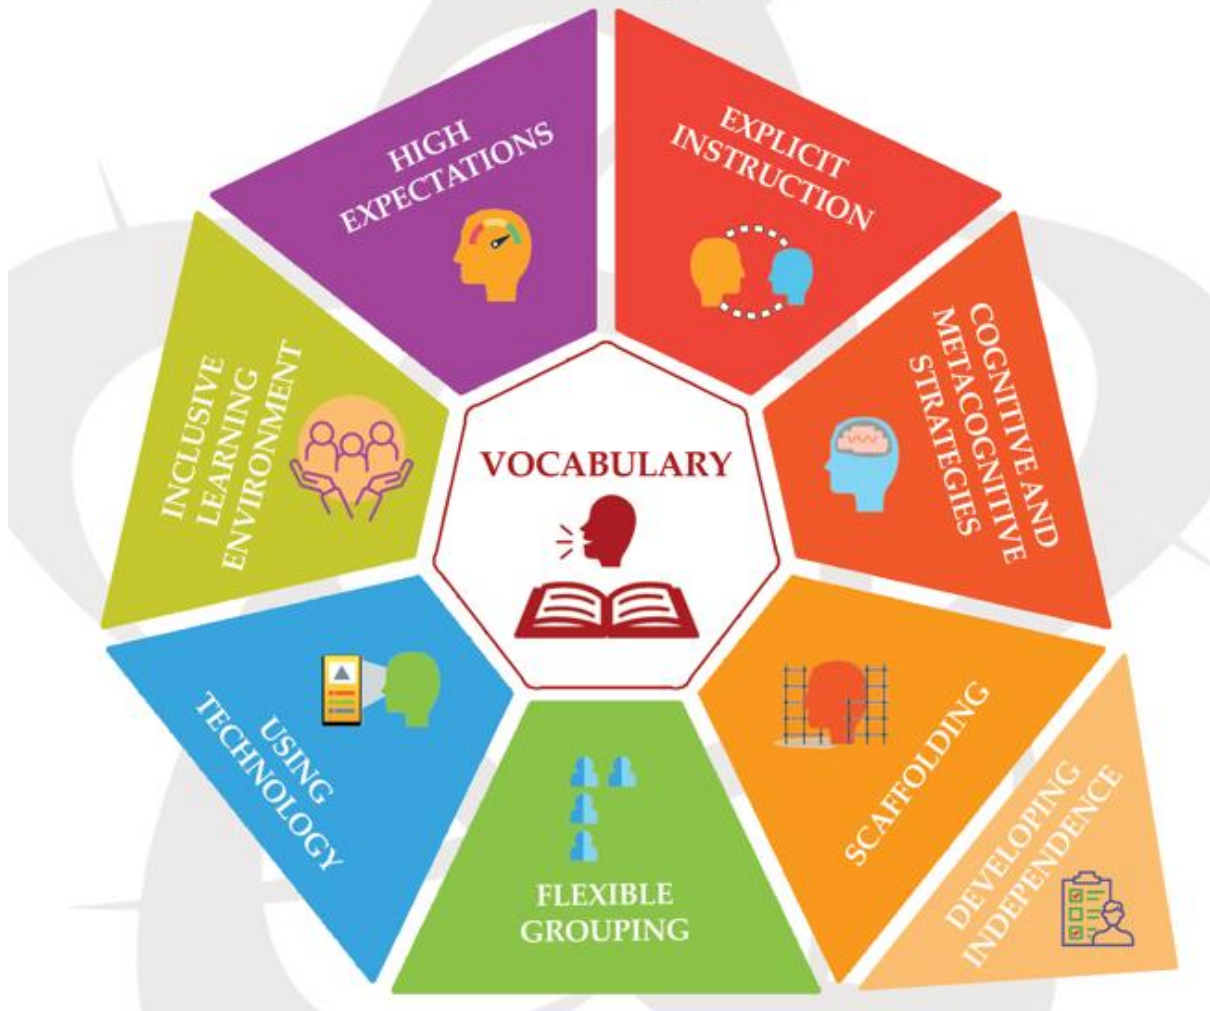 HIGH
EXPECTATIONS
EXPLICIT
INSTRUCTION
COGNITIVE AND
METACOGNITIVE
STRATEGIES
INCLUSIVE
LEARNING
ENVIRONMENT
VOCABULARY
USING
TECHNOLOGY
FLEXIBLE
GROUPING
SCAFFOLDING
DEVELOPING
INDEPENDENCE